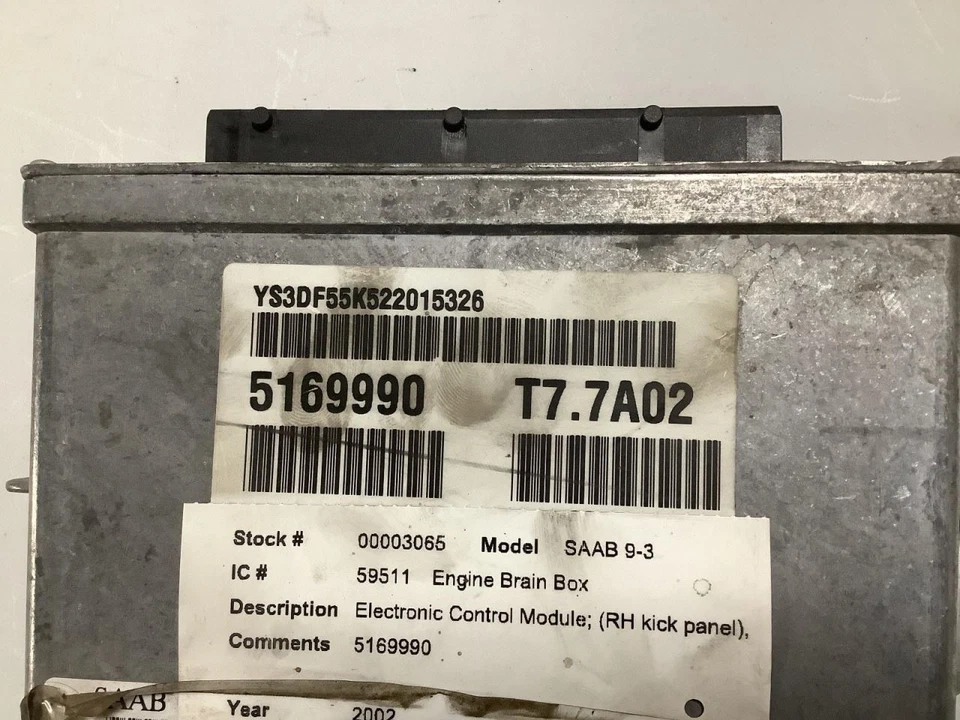 YS3DF55K522015326
5169990 T7.7A02
Stock # 00003065 Model SAAB 9-3
IC # 59511 Engine Brain Box
Description Electronic Control Module; (RH kick panel),
Comments 5169990
SAAB
Year 2002